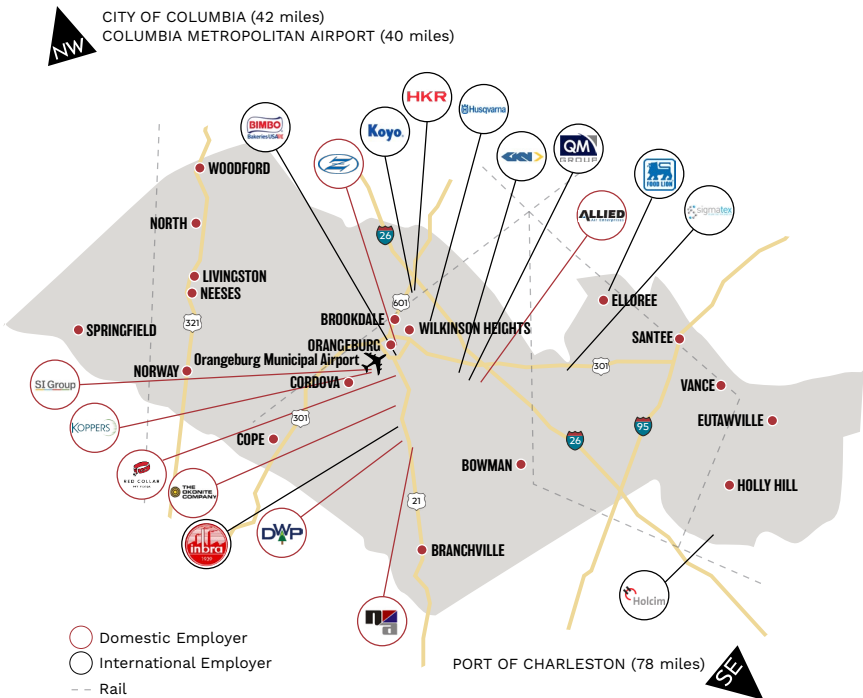 CITY OF COLUMBIA (42 miles)
COLUMBIA METROPOLITAN AIRPORT (40 miles)
NW
HKR
BIMBO
Bakeries USA
Koyo
Husqvarna
GKN
QM
GROUP
FOOD LION
ALLIED
sigmatex
WOODFORD
NORTH
26
LIVINGSTON
NEESES
601
ELLOREE
321
BROOKDALE
WILKINSON HEIGHTS
SPRINGFIELD
ORANGEBURG
SANTEE
Orangeburg Municipal Airport
301
NORWAY
CORDOVA
SI Group
VANCE
301
EUTAWVILLE
KOPPERS
95
26
COPE
BOWMAN
RED COLLAR
PET FOODS
THE
OKONITE
COMPANY
HOLLY HILL
21
DWP
inbra
1939
BRANCHVILLE
Holcim
na
Domestic Employer
International Employer
Rail
PORT OF CHARLESTON (78 miles)
SE